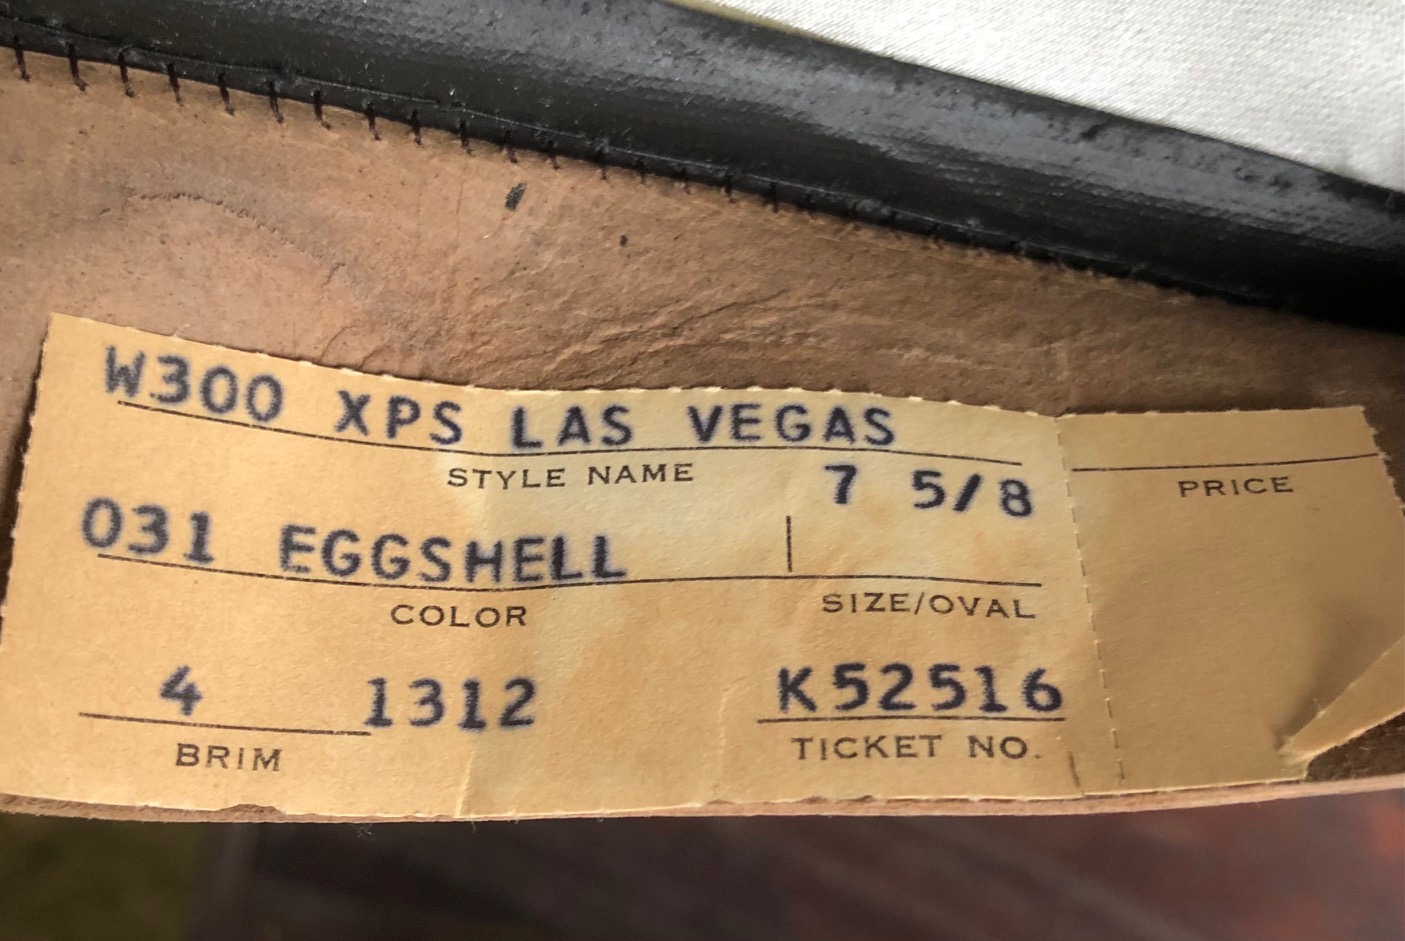 W300 XPS LAS VEGAS
STYLE NAME
7 5/8
PRICE
031 EGGSHELL
COLOR
SIZE/OVAL
4 1312
K52516
BRIM
TICKET NO.